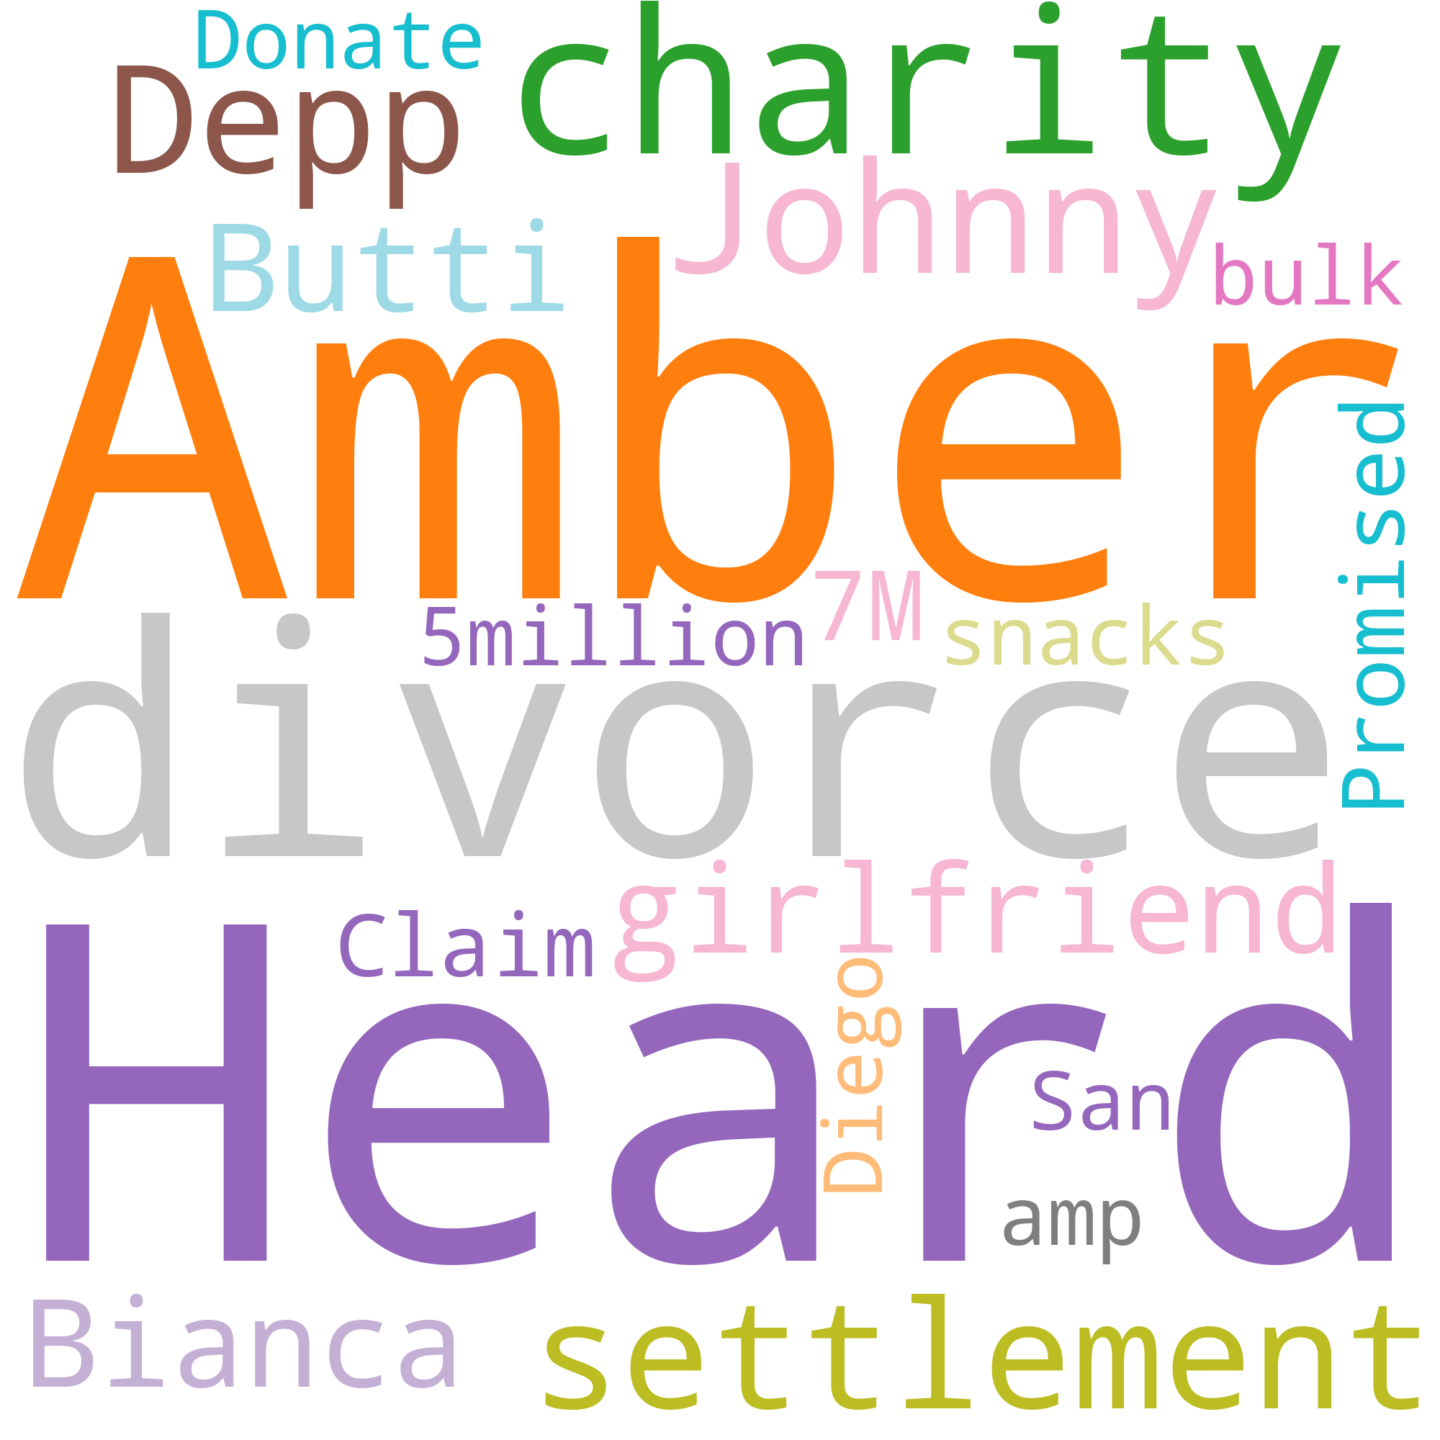 Donate
charity
Depp
Johnny
Butti
bulk
Amber
Promised
5million
7M
snacks
divorce
girlfriend
Claim
Heard
Diego
San
amp
Bianca
settlement